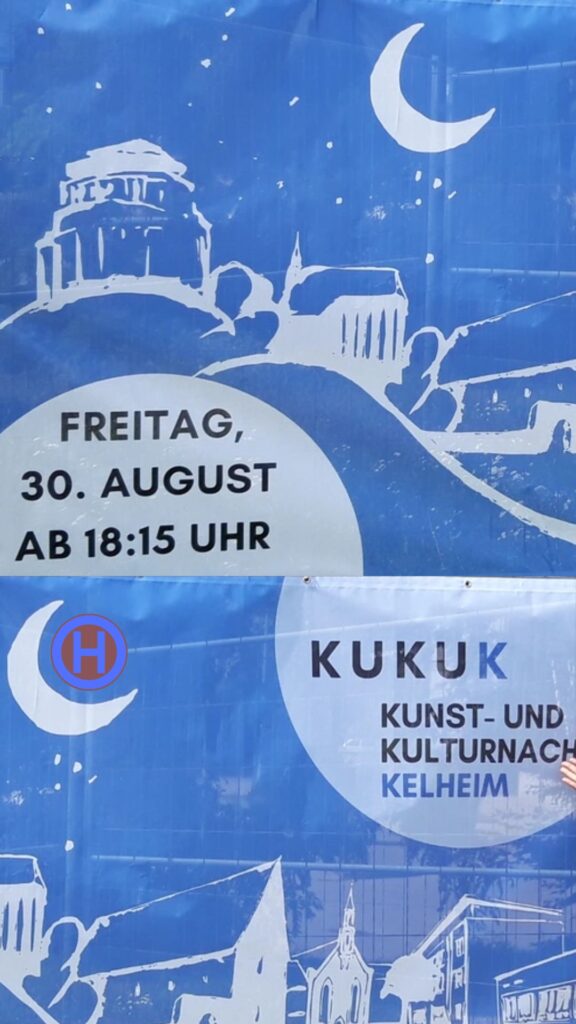 FREITAG,
30. AUGUST
AB 18:15 UHR
H
KUKUK
KUNST- UND
KULTURNACH
KELHEIM